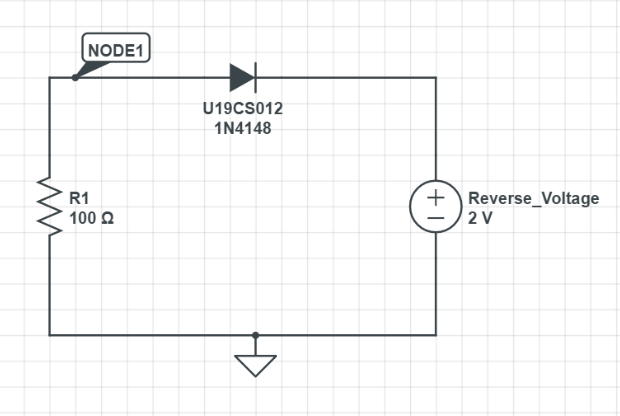 NODE1
U19CS012
1N4148
R1
100 Ω
Reverse_Voltage
2 V